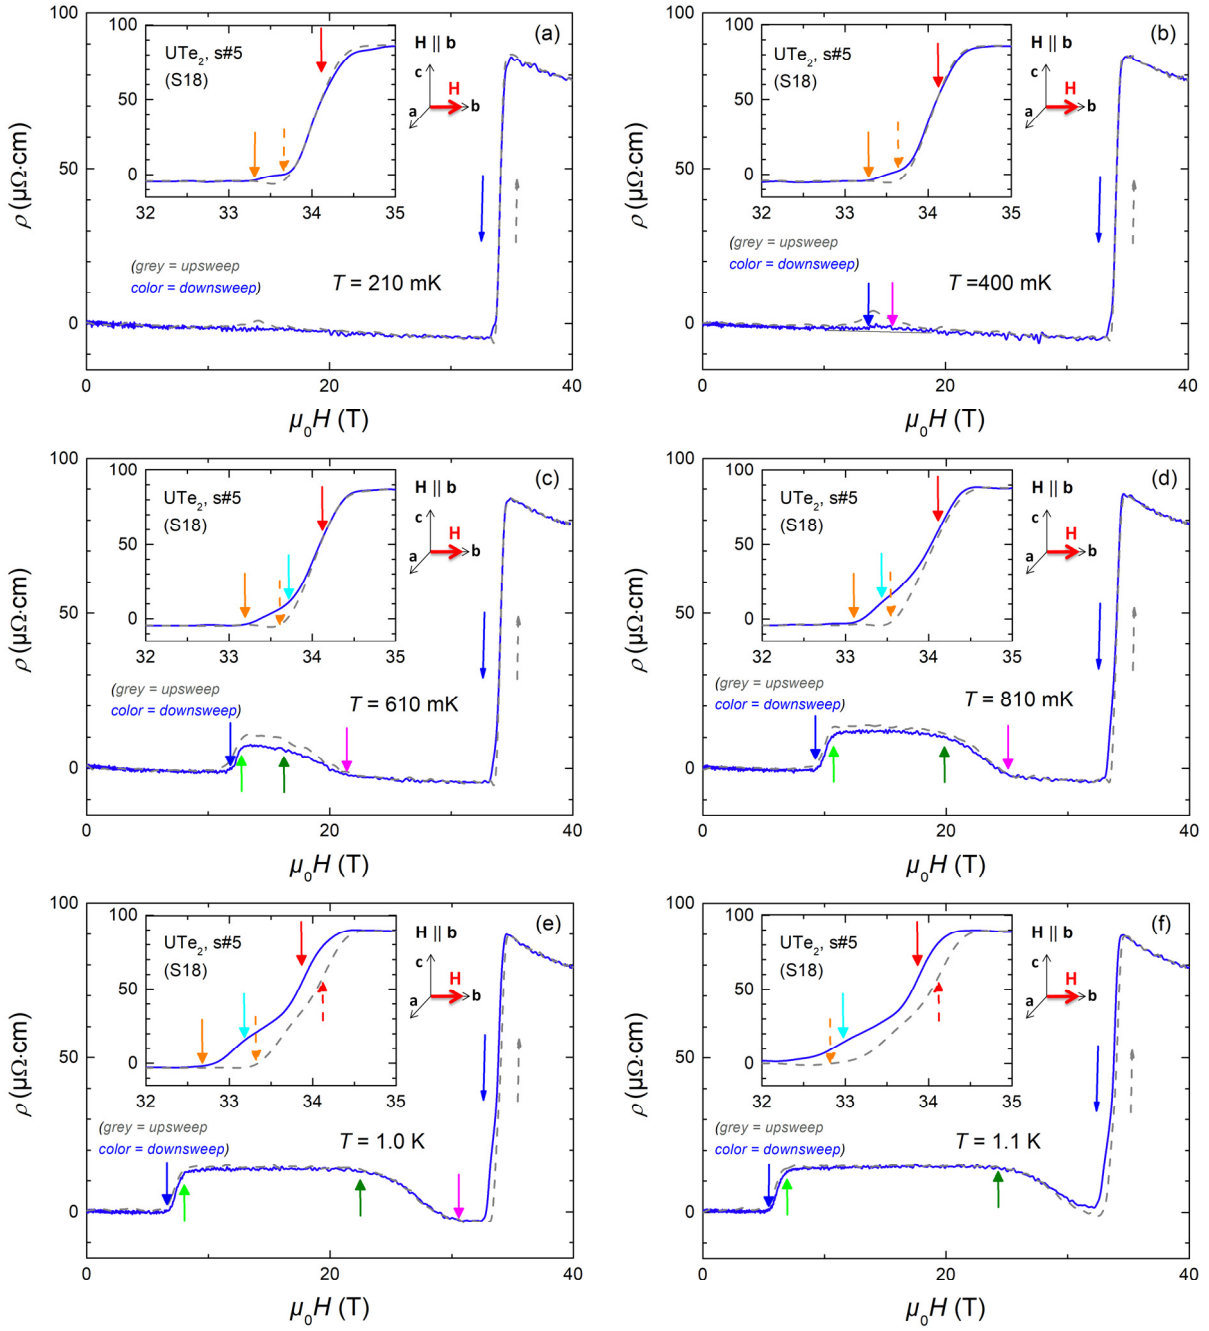 100
(a)
100
UTe2, s#5
(S18)
50
0
H || b
c
H
a
b
32 33 34 35
50
ρ (μΩ·cm)
(grey = upsweep
color = downsweep)
T = 210 mK
0
0 20 40
μ0H (T)
100
(b)
100
UTe2, s#5
(S18)
50
0
H || b
c
H
a
b
32 33 34 35
50
ρ (μΩ·cm)
(grey = upsweep
color = downsweep)
T =400 mK
0
0 20 40
μ0H (T)
100
(c)
100
UTe2, s#5
(S18)
50
0
H || b
c
H
a
b
32 33 34 35
50
ρ (μΩ·cm)
(grey = upsweep
color = downsweep)
T = 610 mK
0
0 20 40
μ0H (T)
100
(d)
100
UTe2, s#5
(S18)
50
0
H || b
c
H
a
b
32 33 34 35
50
ρ (μΩ·cm)
(grey = upsweep
color = downsweep)
T = 810 mK
0
0 20 40
μ0H (T)
100
(e)
100
UTe2, s#5
(S18)
50
0
H || b
c
H
a
b
32 33 34 35
50
ρ (μΩ·cm)
(grey = upsweep
color = downsweep)
T = 1.0 K
0
0 20 40
μ0H (T)
100
(f)
100
UTe2, s#5
(S18)
50
0
H || b
c
H
a
b
32 33 34 35
50
ρ (μΩ·cm)
(grey = upsweep
color = downsweep)
T = 1.1 K
0
0 20 40
μ0H (T)